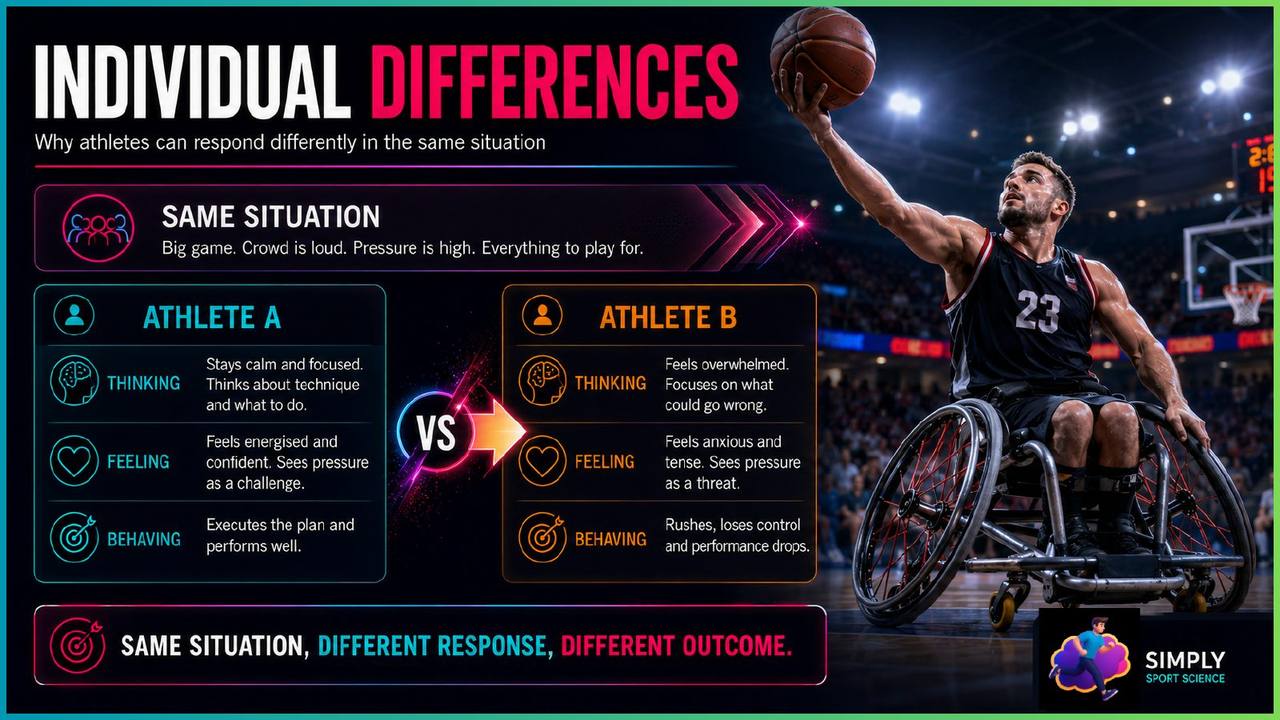 INDIVIDUAL DIFFERENCES
Why athletes can respond differently in the same situation
SAME SITUATION
Big game. Crowd is loud. Pressure is high. Everything to play for.
ATHLETE A
THINKING
Stays calm and focused.
Thinks about technique
and what to do.
FEELING
Feels energised and
confident. Sees pressure
as a challenge.
BEHAVING
Executes the plan and
performs well.
VS
ATHLETE B
THINKING
Feels overwhelmed.
Focuses on what
could go wrong.
FEELING
Feels anxious and
tense. Sees pressure
as a threat.
BEHAVING
Rushes, loses control
and performance drops.
SAME SITUATION, DIFFERENT RESPONSE, DIFFERENT OUTCOME.
23
SIMPLY
SPORT SCIENCE